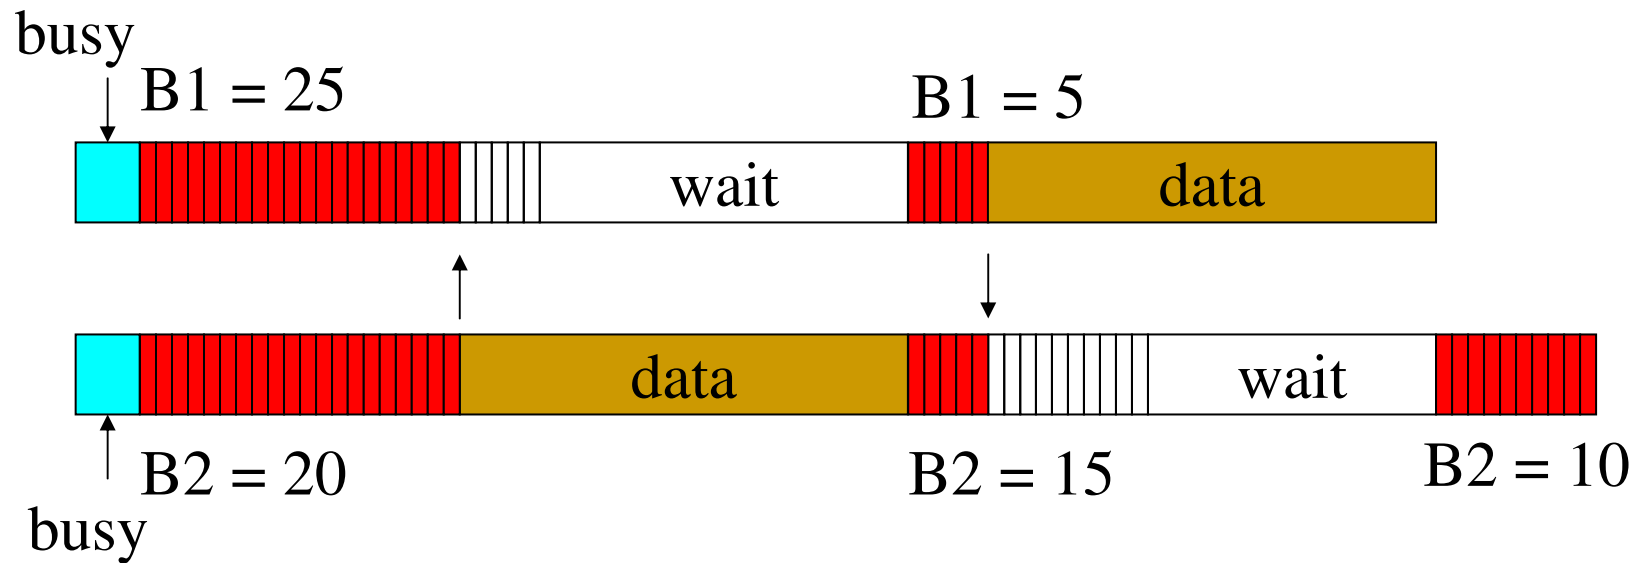 busy
B1 = 25
B1 = 5
wait
data
data
wait
B2 = 20
B2 = 15
B2 = 10
busy